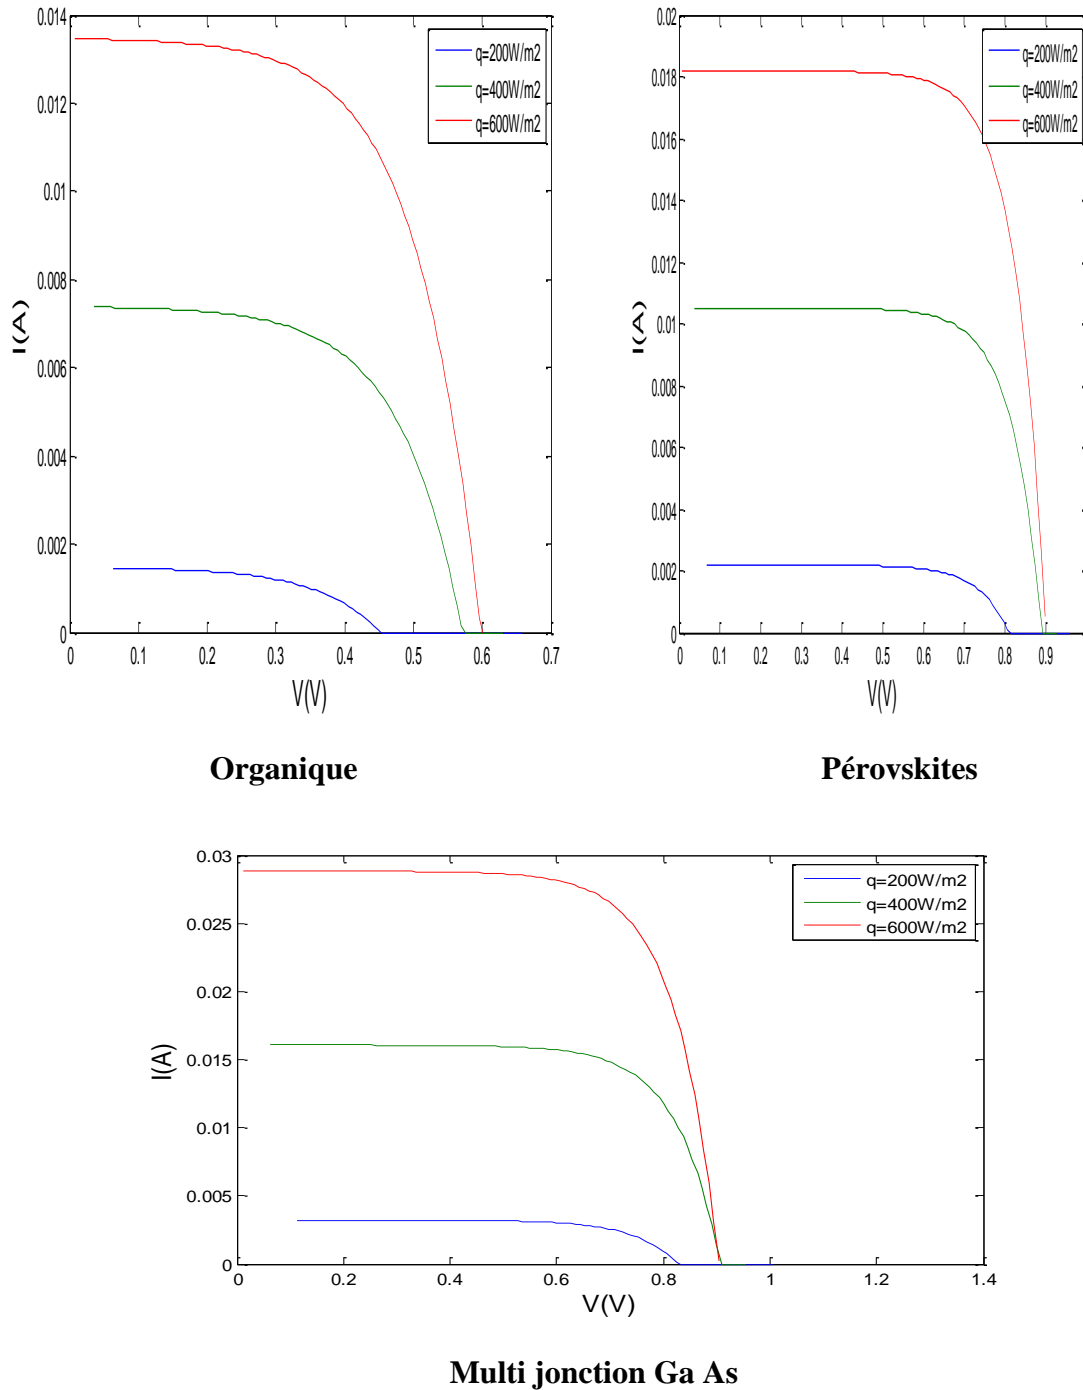 0.014
0.012
0.01
0.008
0.006
0.004
0.002
0
I(A)
0 0.1 0.2 0.3 0.4 0.5 0.6 0.7
V(V)
q=200W/m2
q=400W/m2
q=600W/m2
Organique
0.02
0.018
0.016
0.014
0.012
0.01
0.008
0.006
0.004
0.002
0
I(A)
0 0.1 0.2 0.3 0.4 0.5 0.6 0.7 0.8 0.9
V(V)
q=200W/m2
q=400W/m2
q=600W/m2
Pérovskites
0.03
0.025
0.02
0.015
0.01
0.005
0
I(A)
0 0.2 0.4 0.6 0.8 1 1.2 1.4
V(V)
q=200W/m2
q=400W/m2
q=600W/m2
Multi jonction Ga As